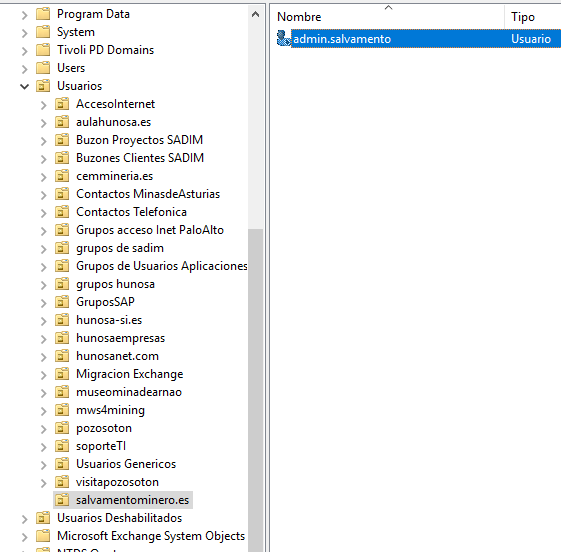 Program Data
System
Tivoli PD Domains
Users
Usuarios
AccesoInternet
aulahunosa.es
Buzon Proyectos SADIM
Buzones Clientes SADIM
cemmineria.es
Contactos MinasdeAsturias
Contactos Telefonica
Grupos acceso Inet PaloAlto
grupos de sadim
Grupos de Usuarios Aplicaciones
grupos hunosa
GruposSAP
hunosa-si.es
hunosaempresas
hunosanet.com
Migracion Exchange
museominadearnao
mws4mining
pozosoton
soporteTI
Usuarios Genericos
visitapozosoton
salvamentominero.es
Usuarios Deshabilitados
Microsoft Exchange System Objects
Nombre Tipo
admin.salvamento Usuario